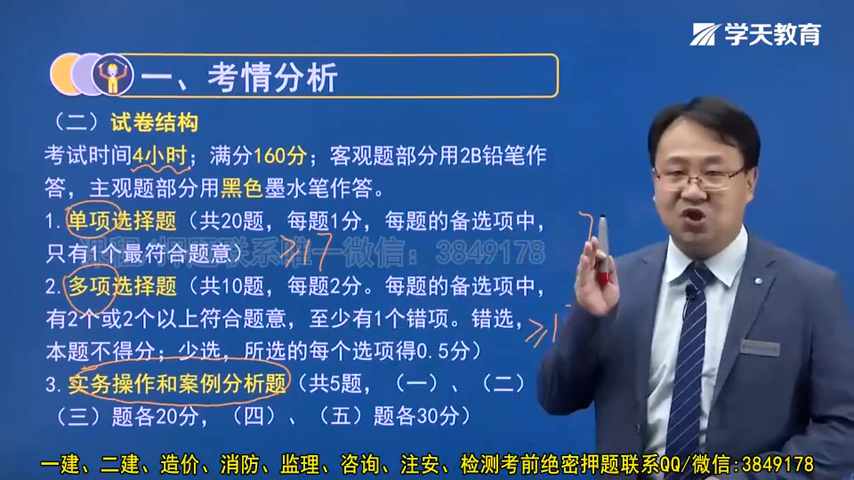 学天教育
一、考情分析
（二）试卷结构
考试时间4小时；满分160分；客观题部分用2B铅笔作
答，主观题部分用黑色墨水笔作答。
1. 单项选择题（共20题，每题1分，每题的备选项中，
只有1个最符合题意）
≥17
2. 多项选择题（共10题，每题2分。每题的备选项中，
有2个或2个以上符合题意，至少有1个错项。错选，
本题不得分；少选，所选的每个选项得0.5分）
3. 实务操作和案例分析题（共5题，（一）、（二）
（三）题各20分，（四）、（五）题各30分）
一建、二建、造价、消防、监理、咨询、注安、检测考前绝密押题联系QQ/微信:3849178